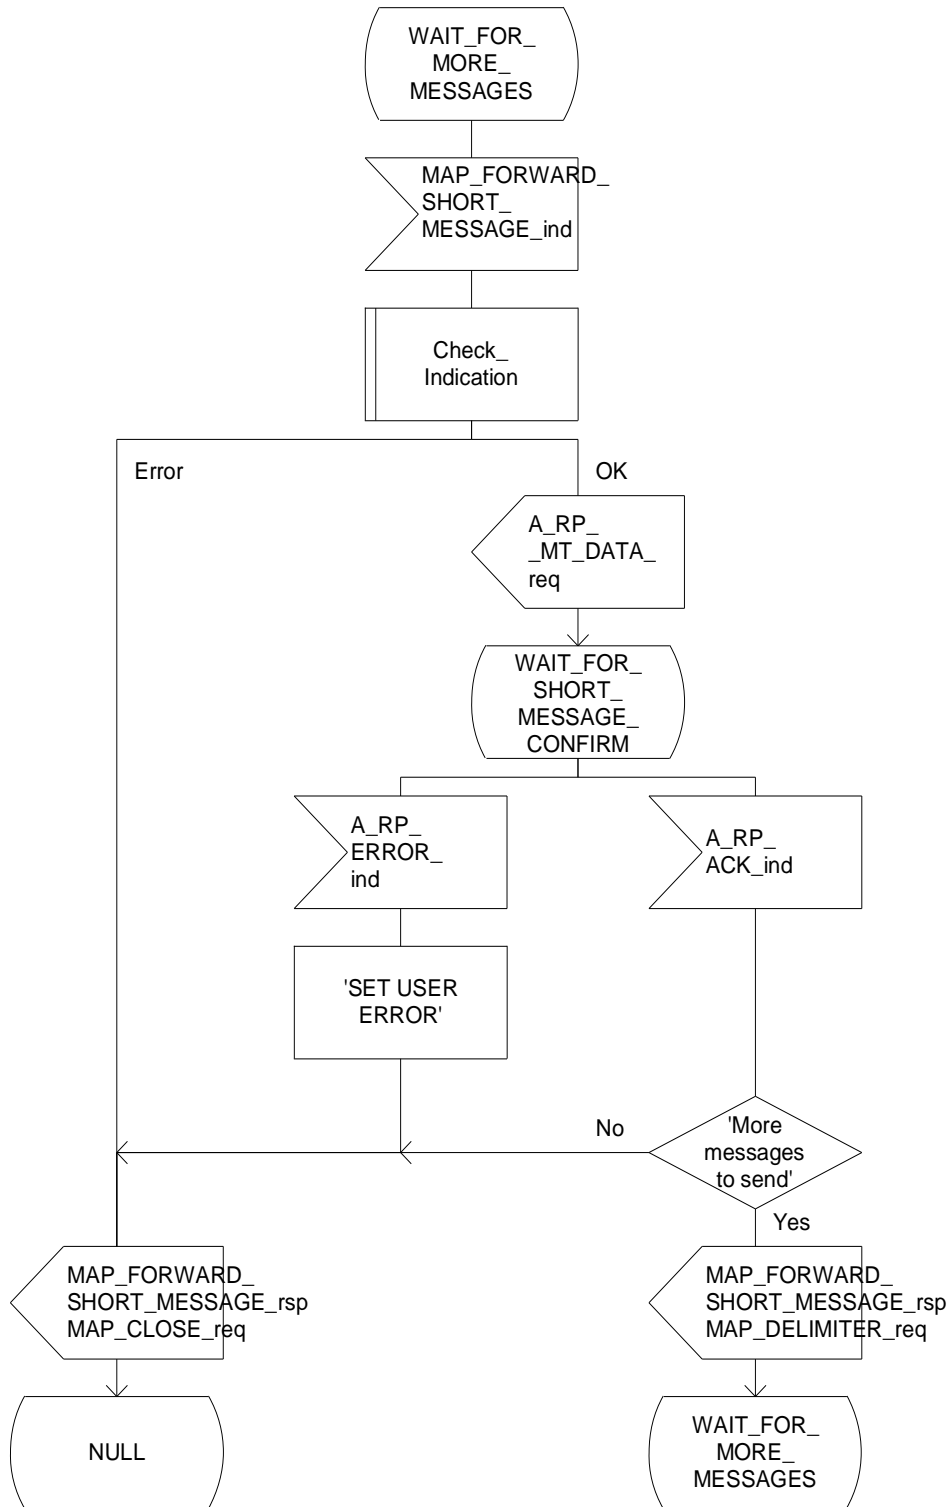 WAIT_FOR_
MORE_
MESSAGES
MAP_FORWARD_
SHORT_
MESSAGE_ind
Check_
Indication
Error
OK
A_RP_
_MT_DATA_
req
WAIT_FOR_
SHORT_
MESSAGE_
CONFIRM
A_RP_
ERROR_
ind
A_RP_
ACK_ind
'SET USER
ERROR'
No
'More
messages
to send'
Yes
MAP_FORWARD_
SHORT_MESSAGE_rsp
MAP_CLOSE_req
MAP_FORWARD_
SHORT_MESSAGE_rsp
MAP_DELIMITER_req
NULL
WAIT_FOR_
MORE_
MESSAGES